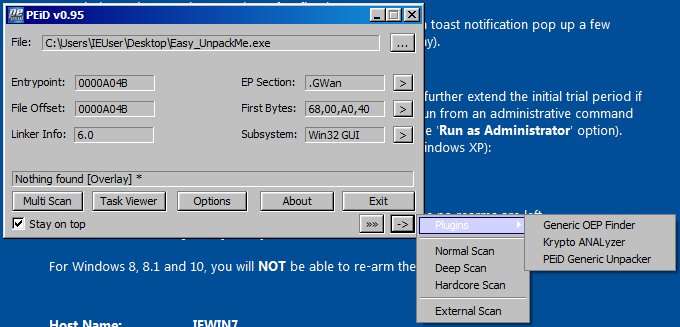 PEiD v0.95
File: C:\Users\IEUser\Desktop\Easy_UnpackMe.exe ...
Entrypoint: 0000A04B EP Section: .GWan >
File Offset: 0000A04B First Bytes: 68,00,A0,40 >
Linker Info: 6.0 Subsystem: Win32 GUI >
Nothing found [Overlay] *
Multi Scan Task Viewer Options About Exit
Stay on top »» ->
toast notification pop up a few
further extend the initial trial period if
run from an administrative command
'Run as Administrator' option).
Windows XP):
Plugins
Normal Scan
Deep Scan
Hardcore Scan
External Scan
Generic OEP Finder
Krypto ANALyzer
PEiD Generic Unpacker
For Windows 8, 8.1 and 10, you will NOT be able to re-arm the
Host Name: IEWIN7